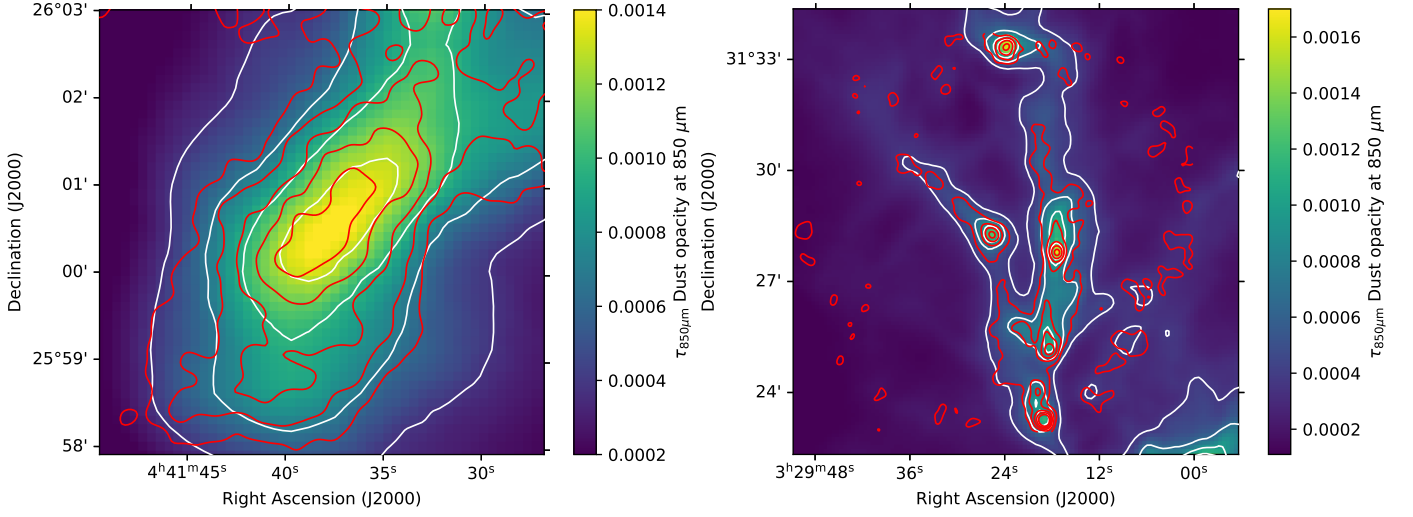 26°03'
02'
01'
00'
25°59'
58'
Declination (J2000)
4ʰ41ᵐ45ˢ
40ˢ
35ˢ
30ˢ
Right Ascension (J2000)
0.0014
0.0012
0.0010
0.0008
0.0006
0.0004
0.0002
τ850μm Dust opacity at 850 μm
31°33'
30'
27'
24'
Declination (J2000)
3ʰ29ᵐ48ˢ
36ˢ
24ˢ
12ˢ
00ˢ
Right Ascension (J2000)
0.0016
0.0014
0.0012
0.0010
0.0008
0.0006
0.0004
0.0002
τ850μm Dust opacity at 850 μm